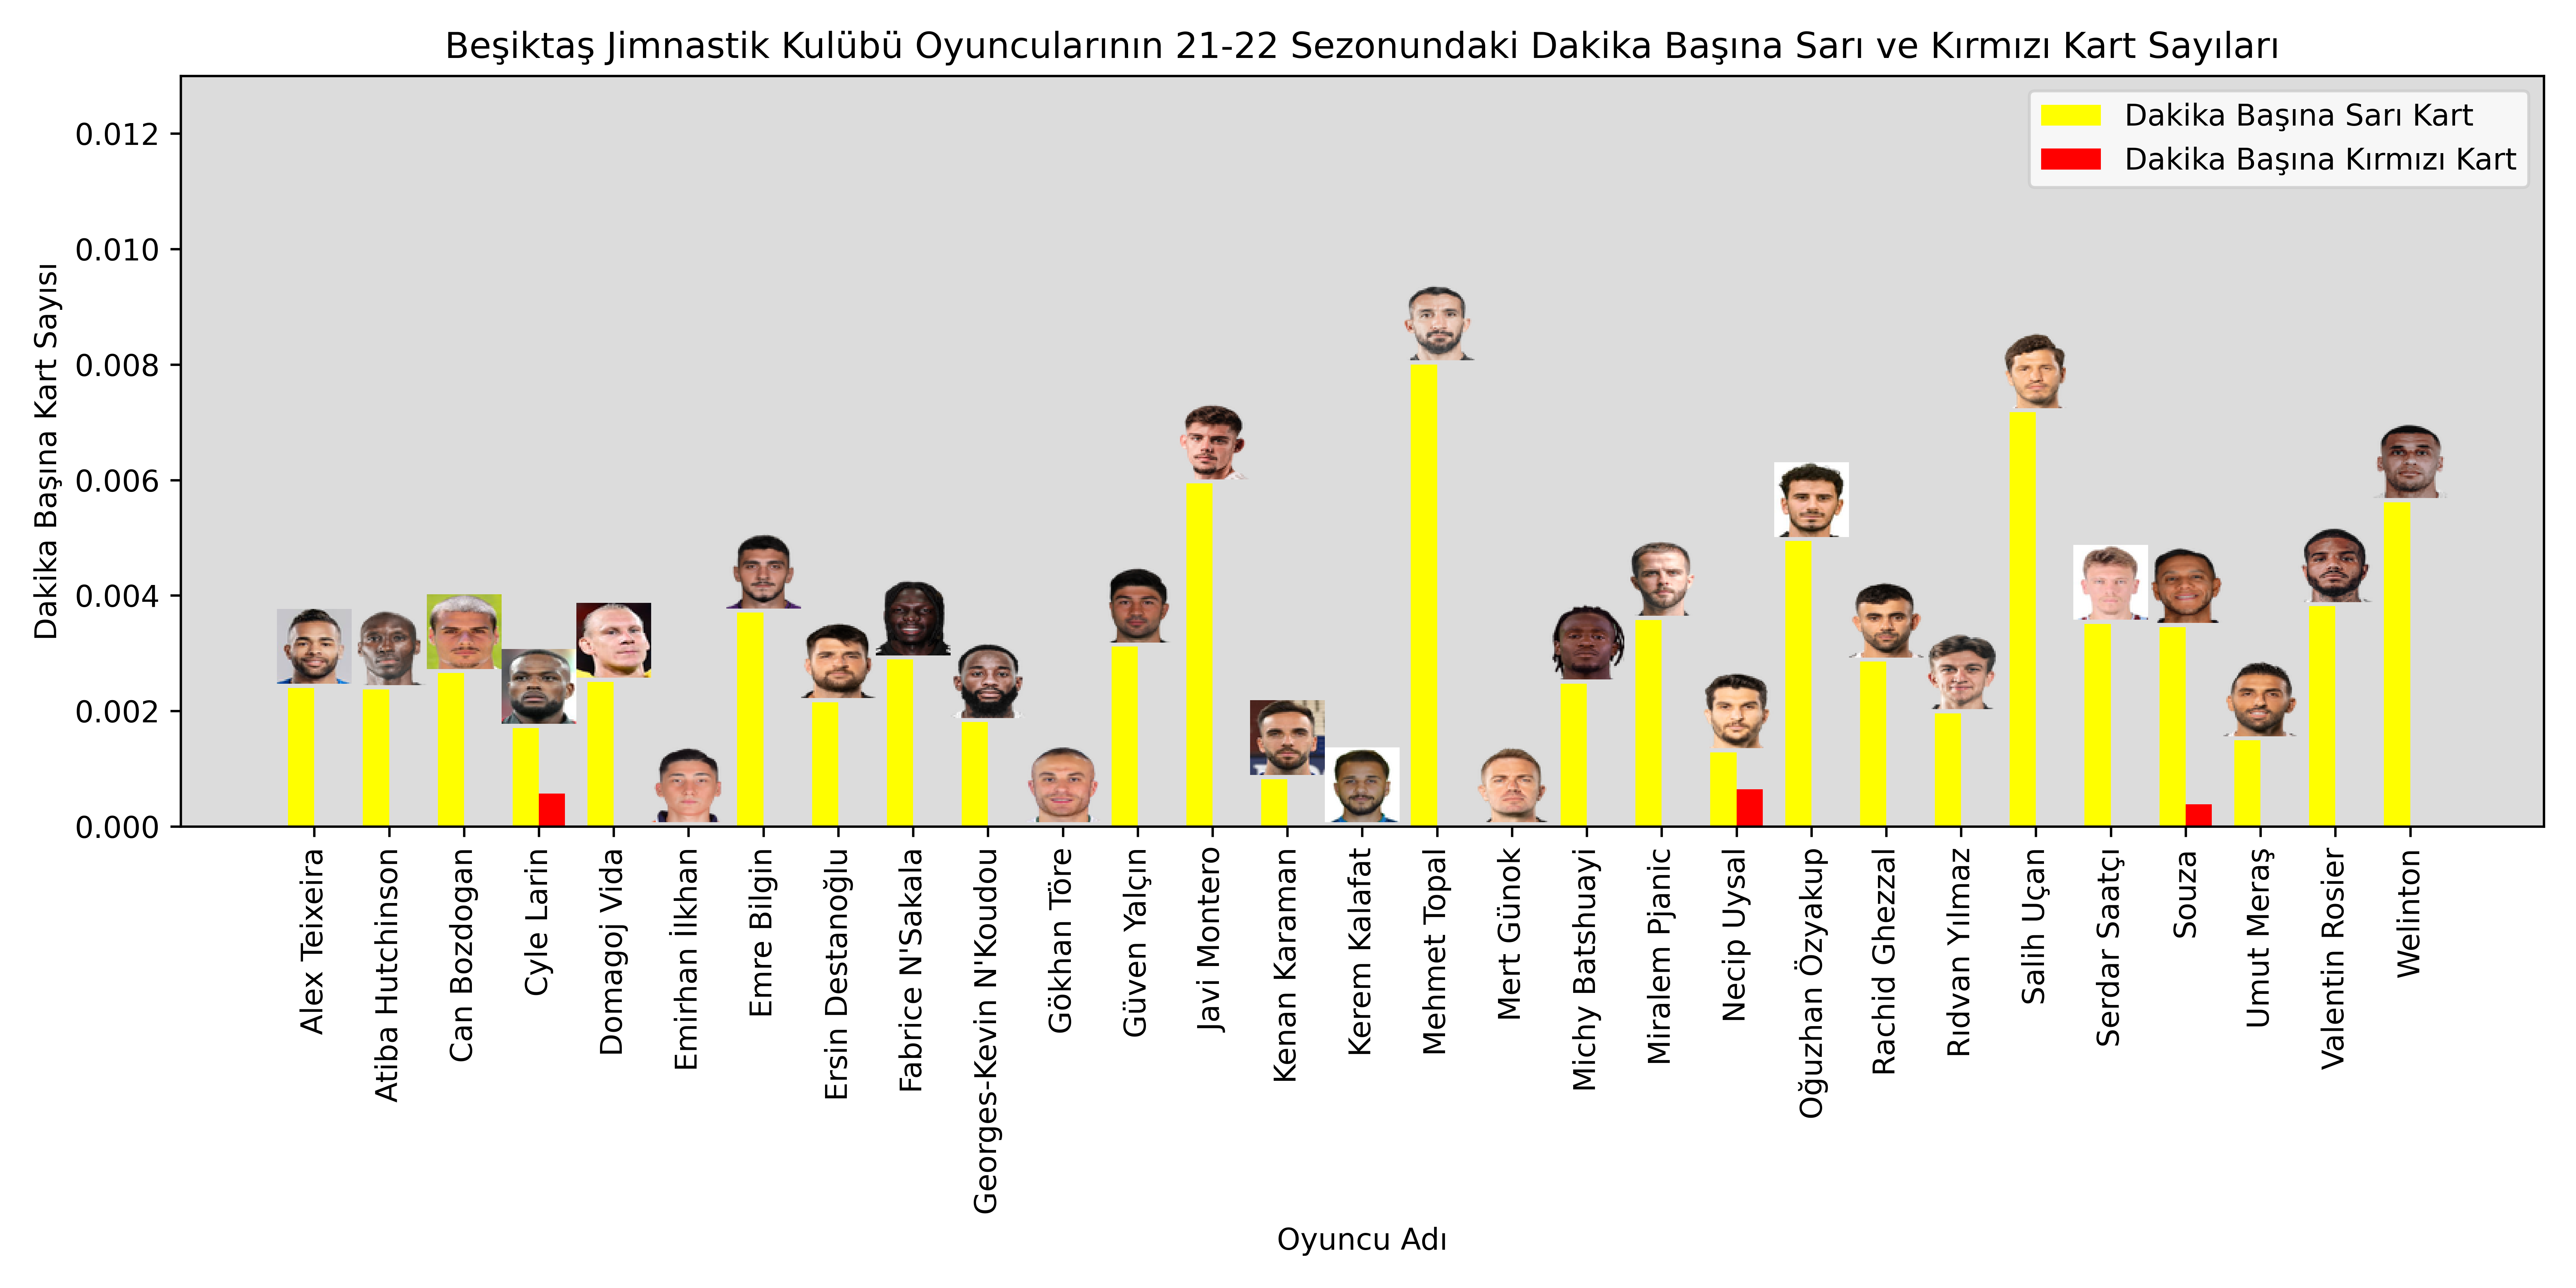 Beşiktaş Jimnastik Kulübü Oyuncularının 21-22 Sezonundaki Dakika Başına Sarı ve Kırmızı Kart Sayıları
Dakika Başına Sarı Kart
Dakika Başına Kırmızı Kart
Dakika Başına Kart Sayısı
0.012
0.010
0.008
0.006
0.004
0.002
0.000
Alex Teixeira
Atiba Hutchinson
Can Bozdogan
Cyle Larin
Domagoj Vida
Emirhan İlkhan
Emre Bilgin
Ersin Destanoğlu
Fabrice N'Sakala
Georges-Kevin N'Koudou
Gökhan Töre
Güven Yalçın
Javi Montero
Kenan Karaman
Kerem Kalafat
Mehmet Topal
Mert Günok
Michy Batshuayi
Miralem Pjanic
Necip Uysal
Oğuzhan Özyakup
Rachid Ghezzal
Rıdvan Yılmaz
Salih Uçan
Serdar Saatçı
Souza
Umut Meraş
Valentin Rosier
Welinton
Oyuncu Adı